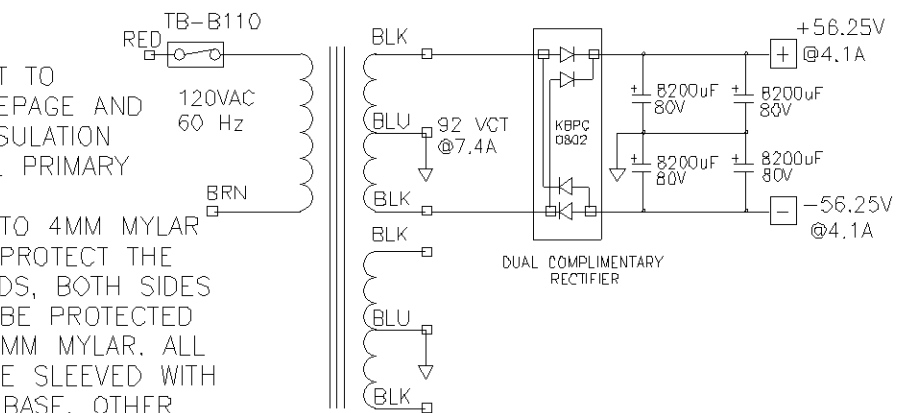 TB-B110
RED
T TO
EPAGE AND
SULATION
PRIMARY
TO 4MM MYLAR
PROTECT THE
DS, BOTH SIDES
BE PROTECTED
MM MYLAR. ALL
E SLEEVED WITH
BASE. OTHER
120VAC
60 Hz
BRN
BLK
BLU
92 VCT
@7.4A
BLK
BLK
BLU
BLK
KBPC
0802
DUAL COMPLIMENTARY
RECTIFIER
+ 8200uF
80V
+ 8200uF
80V
+ 8200uF
80V
+ 8200uF
80V
+56.25V
+ @4.1A
- -56.25V
@4.1A